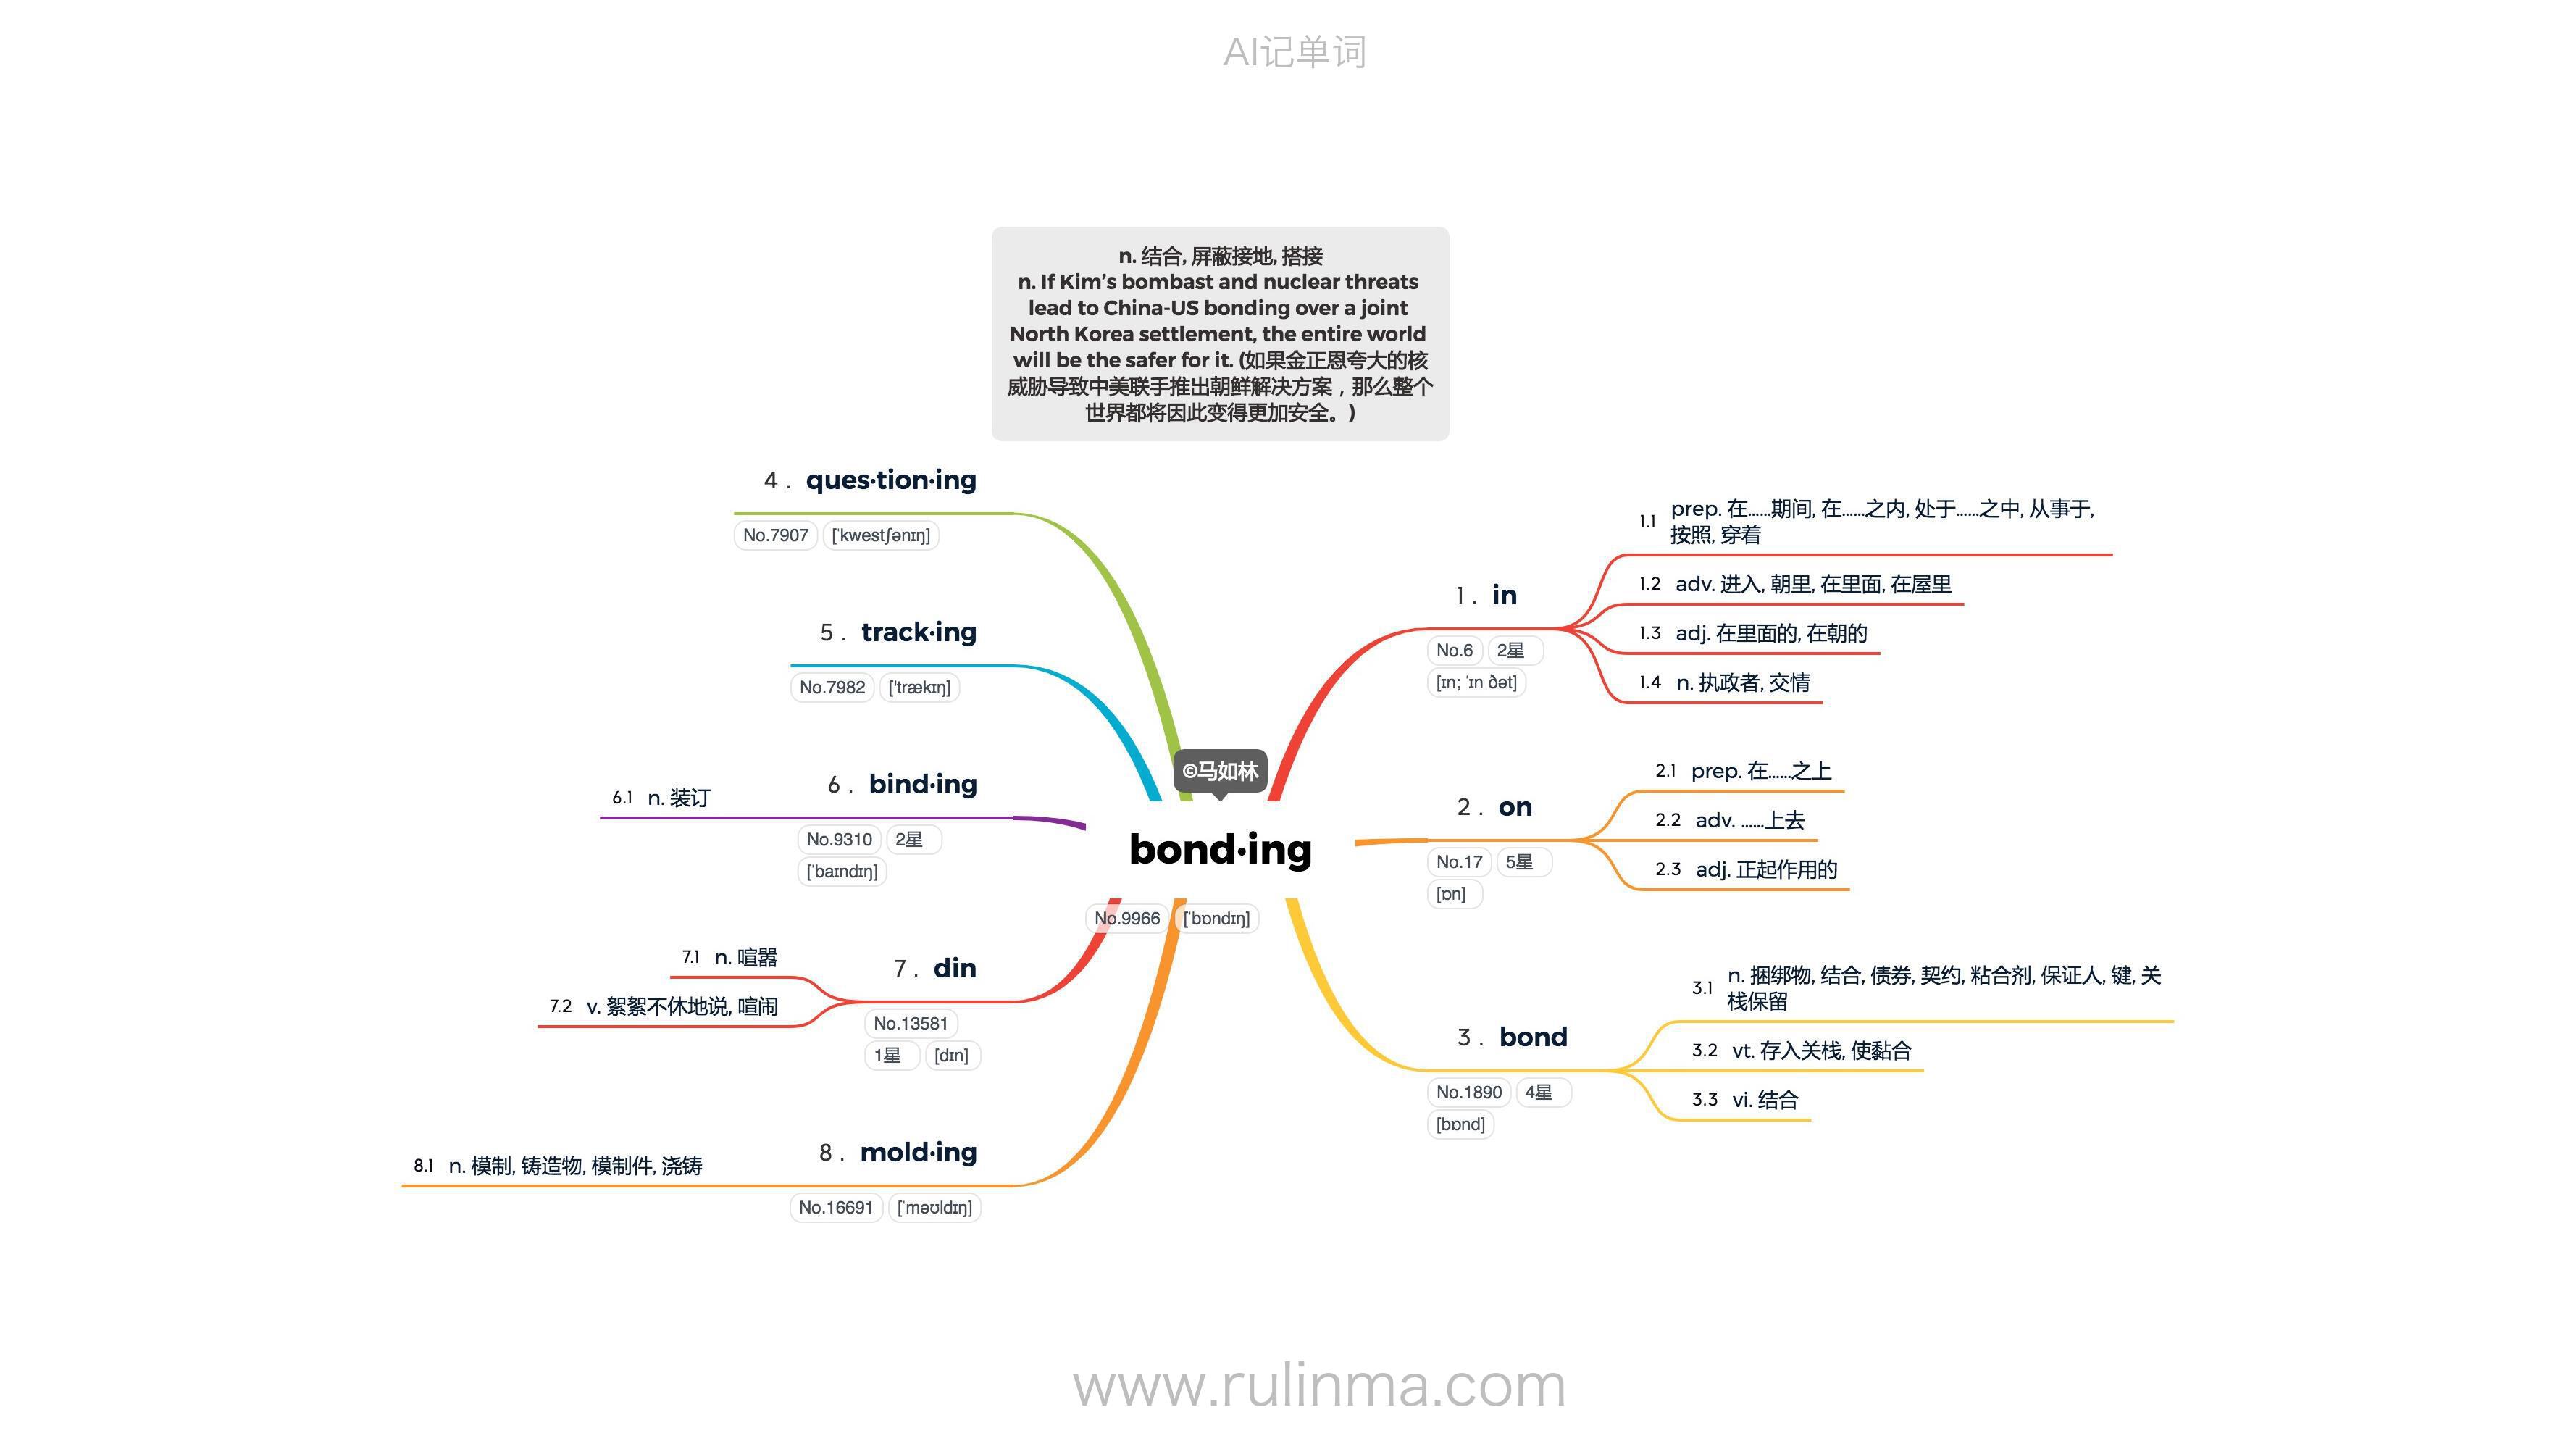 AI记单词
n. 结合, 屏蔽接地, 搭接
n. If Kim’s bombast and nuclear threats
lead to China-US bonding over a joint
North Korea settlement, the entire world
will be the safer for it. (如果金正恩夸大的核
威胁导致中美联手推出朝鲜解决方案，那么整个
世界都将因此变得更加安全。)
©马如林
bond·ing
No.9966 [ˈbɒndɪŋ]
1. in
No.6 2星
[ɪn; ˈɪn ðət]
1.1 prep. 在……期间, 在……之内, 处于……之中, 从事于,
按照, 穿着
1.2 adv. 进入, 朝里, 在里面, 在屋里
1.3 adj. 在里面的, 在朝的
1.4 n. 执政者, 交情
2. on
No.17 5星
[ɒn]
2.1 prep. 在……之上
2.2 adv. ……上去
2.3 adj. 正起作用的
3. bond
No.1890 4星
[bɒnd]
3.1 n. 捆绑物, 结合, 债券, 契约, 粘合剂, 保证人, 键, 关
栈保留
3.2 vt. 存入关栈, 使黏合
3.3 vi. 结合
4. ques·tion·ing
No.7907 [ˈkwestʃənɪŋ]
5. track·ing
No.7982 ['trækɪŋ]
6. bind·ing
No.9310 2星
[ˈbaɪndɪŋ]
6.1 n. 装订
7. din
No.13581
1星 [dɪn]
7.1 n. 喧嚣
7.2 v. 絮絮不休地说, 喧闹
8. mold·ing
No.16691 [ˈməʊldɪŋ]
8.1 n. 模制, 铸造物, 模制件, 浇铸
www.rulinma.com